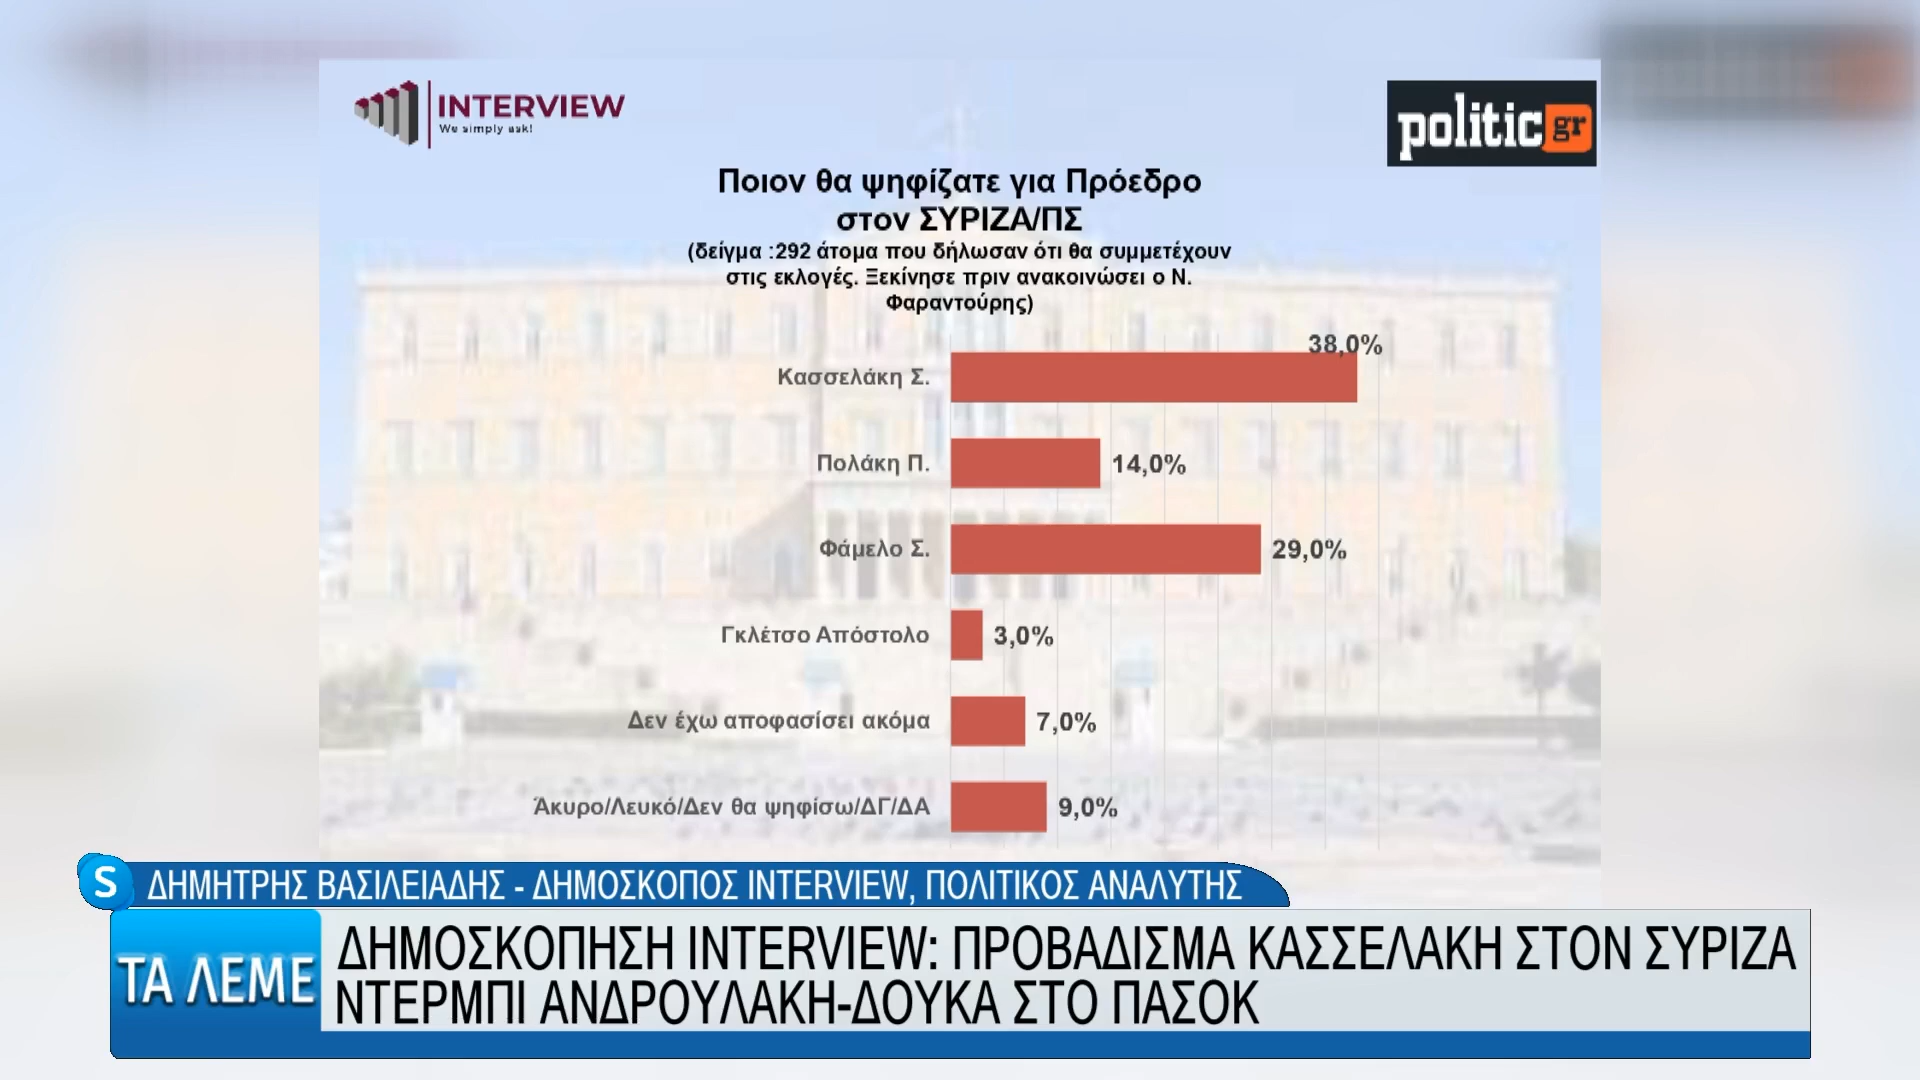 INTERVIEW
We simply ask!
politic gr
Ποιον θα ψηφίζατε για Πρόεδρο
στον ΣΥΡΙΖΑ/ΠΣ
(δείγμα :292 άτομα που δήλωσαν ότι θα συμμετέχουν
στις εκλογές. Ξεκίνησε πριν ανακοινώσει ο Ν.
Φαραντούρης)
Κασσελάκη Σ. 38,0%
Πολάκη Π. 14,0%
Φάμελο Σ. 29,0%
Γκλέτσο Απόστολο 3,0%
Δεν έχω αποφασίσει ακόμα 7,0%
Άκυρο/Λευκό/Δεν θα ψηφίσω/ΔΓ/ΔΑ 9,0%
S ΔΗΜΗΤΡΗΣ ΒΑΣΙΛΕΙΑΔΗΣ - ΔΗΜΟΣΚΟΠΟΣ INTERVIEW, ΠΟΛΙΤΙΚΟΣ ΑΝΑΛΥΤΗΣ
ΤΑ ΛΕΜΕ
ΔΗΜΟΣΚΟΠΗΣΗ INTERVIEW: ΠΡΟΒΑΔΙΣΜΑ ΚΑΣΣΕΛΑΚΗ ΣΤΟΝ ΣΥΡΙΖΑ
ΝΤΕΡΜΠΙ ΑΝΔΡΟΥΛΑΚΗ-ΔΟΥΚΑ ΣΤΟ ΠΑΣΟΚ